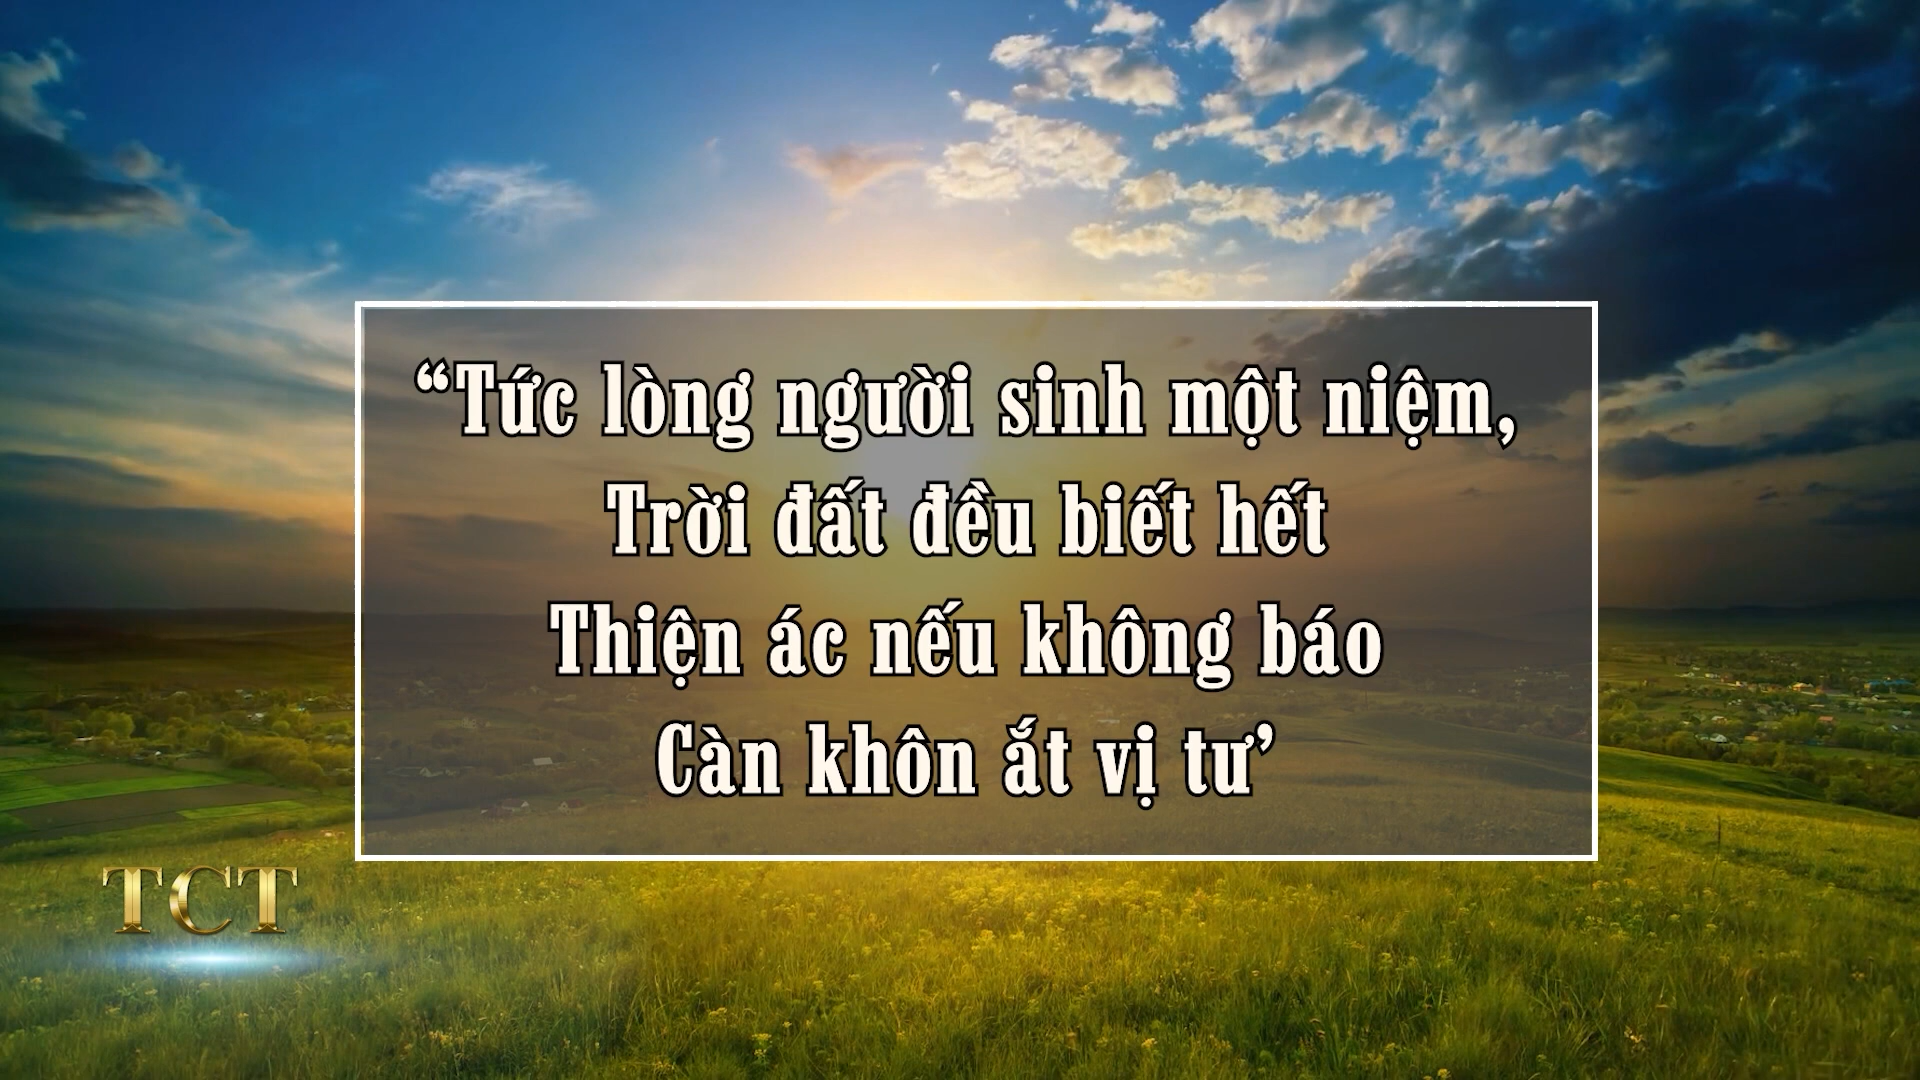 “Tức lòng người sinh một niệm,
Trời đất đều biết hết
Thiện ác nếu không báo
Càn khôn ắt vị tư’
TCT